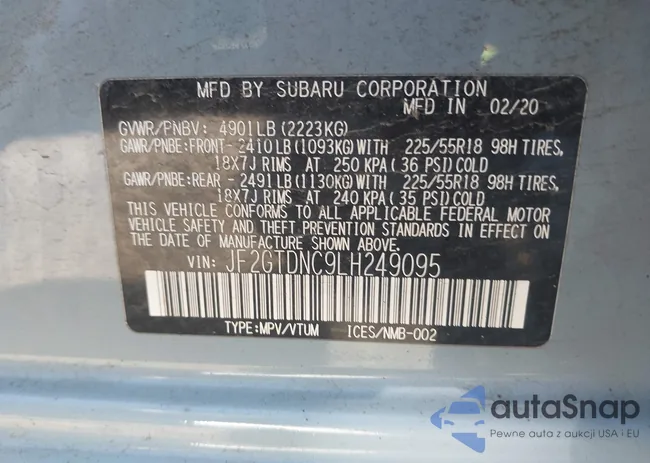 MFD BY SUBARU CORPORATION
MFD IN 02/20
GVWR/PNBV: 4901LB(2223KG)
GAWR/PNBE:FRONT-2410LB(1093KG)WITH 225/55R18 98H TIRES,
18X7J RIMS AT 250 KPA(36 PSI)COLD
GAWR/PNBE:REAR -2491LB(1130KG)WITH 225/55R18 98H TIRES,
18X7J RIMS AT 240 KPA(35 PSI)COLD
THIS VEHICLE CONFORMS TO ALL APPLICABLE FEDERAL MOTOR
VEHICLE SAFETY AND THEFT PREVENTION STANDARDS IN EFFECT ON
THE DATE OF MANUFACTURE SHOWN ABOVE.
VIN: JF2GTDNC9LH249095
TYPE:MPV/VTUM ICES/NMB-002
autaSnap
Pewne auta z aukcji USA i EU